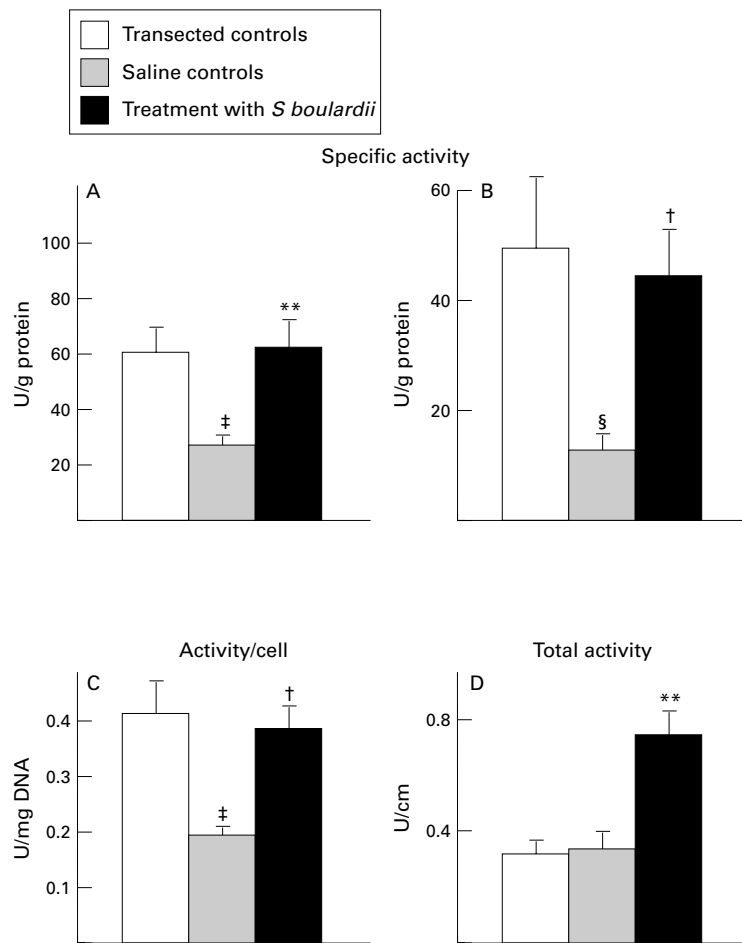 Transected controls
Saline controls
Treatment with S boulardii
Specific activity
A
100
80
60
40
20
U/g protein
‡
**
B
60
40
20
U/g protein
§
†
Activity/cell
C
0.4
0.3
0.2
0.1
U/mg DNA
‡
†
Total activity
D
0.8
0.4
U/cm
**